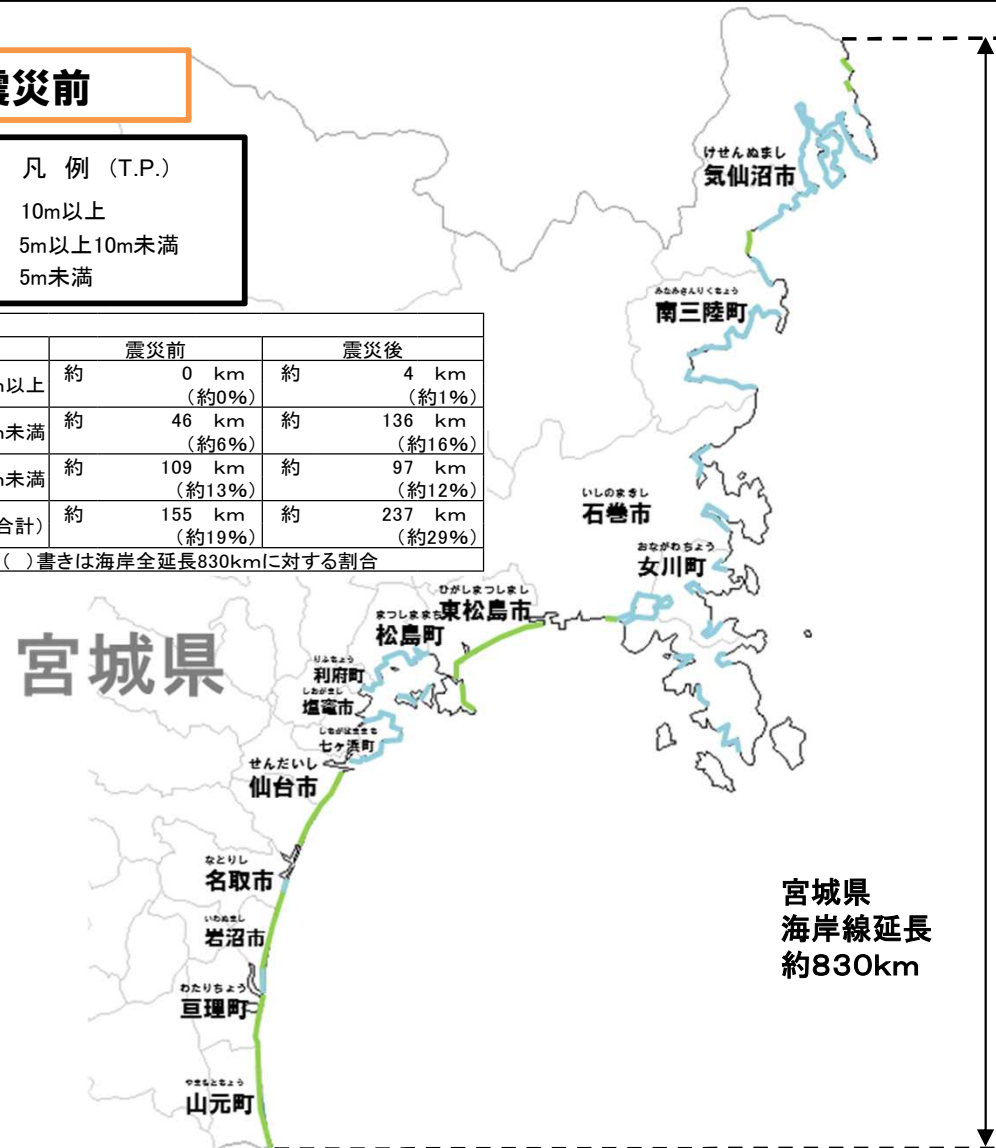 震災前
凡 例 (T.P.)
10m以上
5m以上10m未満
5m未満
震災前 震災後
m以上 約 0 km 約 4 km
(約0%) (約1%)
m未満 約 46 km 約 136 km
(約6%) (約16%)
m未満 約 109 km 約 97 km
(約13%) (約12%)
合計) 約 155 km 約 237 km
(約19%) (約29%)
( )書きは海岸全延長830kmに対する割合
けせんぬまし
気仙沼市
みなみさんりくちょう
南三陸町
いしのまきし
石巻市
おながわちょう
女川町
ひがしまつしまし
東松島市
まつしままち
松島町
宮城県
りふちょう
利府町
しおがまし
塩竈市
しちがはままち
七ヶ浜町
せんだいし
仙台市
なとりし
名取市
いわぬまし
岩沼市
わたりちょう
亘理町
やまもとちょう
山元町
宮城県
海岸線延長
約830km